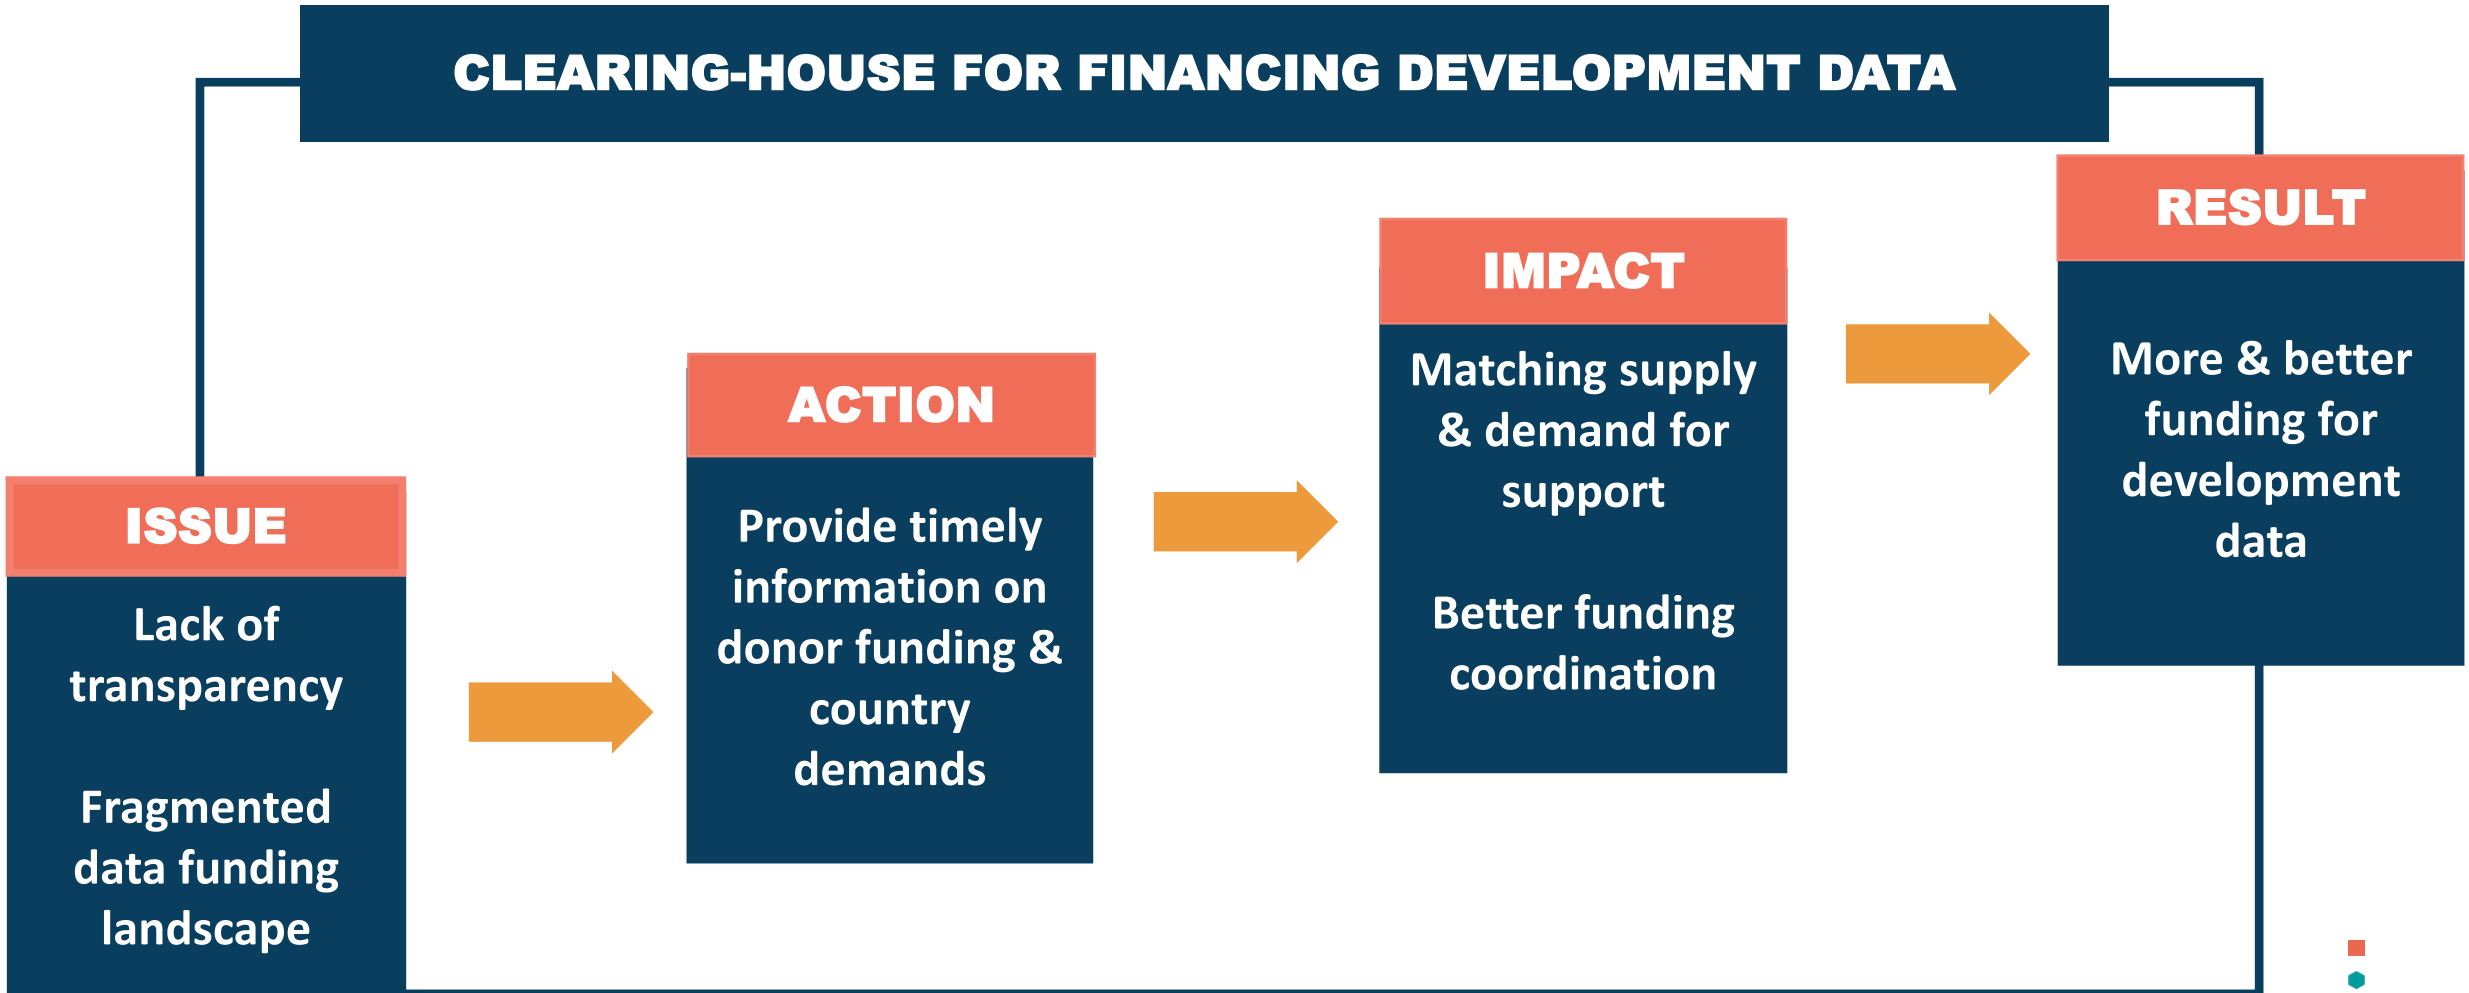 CLEARING-HOUSE FOR FINANCING DEVELOPMENT DATA
ISSUE
Lack of
transparency
Fragmented
data funding
landscape
ACTION
Provide timely
information on
donor funding &
country
demands
IMPACT
Matching supply
& demand for
support
Better funding
coordination
RESULT
More & better
funding for
development
data